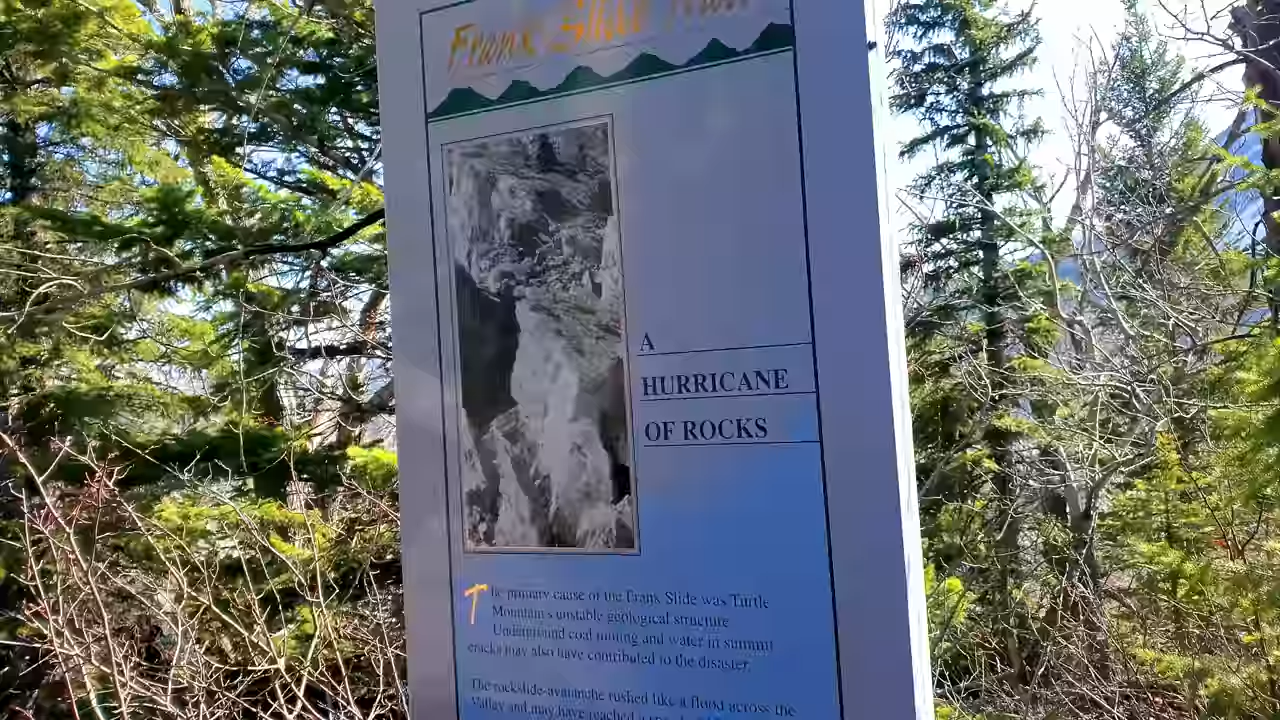 Frank Slide Trail
A
HURRICANE
OF ROCKS
The primary cause of the Frank Slide was Turtle
Mountain's unstable geological structure
Underground coal mining and water in summit
cracks may also have contributed to the disaster.
The rockslide-avalanche rushed like a flood across the
Valley and may have reached a